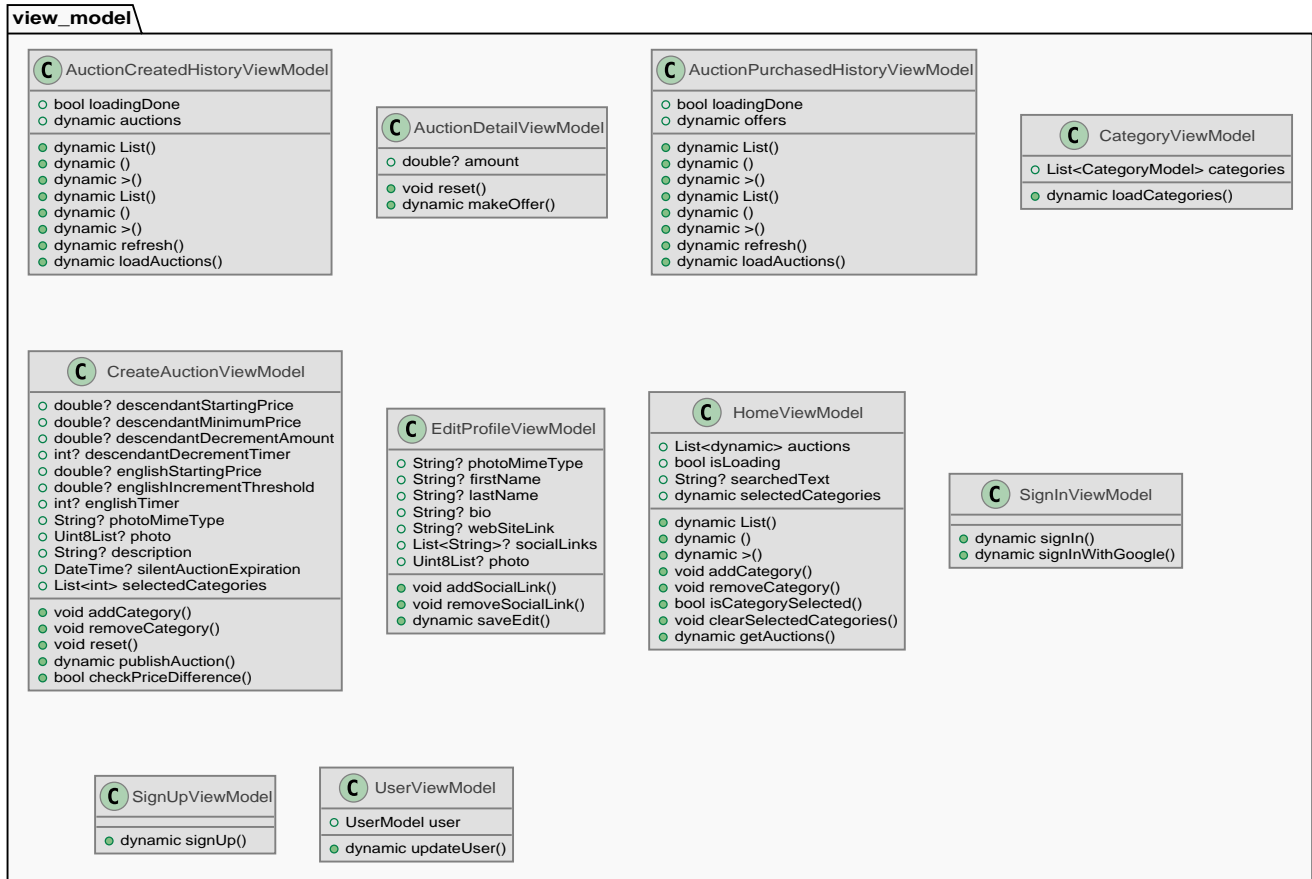 view_model
C AuctionCreatedHistoryViewModel
bool loadingDone
dynamic auctions
dynamic List()
dynamic ()
dynamic >()
dynamic List()
dynamic ()
dynamic >()
dynamic refresh()
dynamic loadAuctions()
C AuctionDetailViewModel
double? amount
void reset()
dynamic makeOffer()
C AuctionPurchasedHistoryViewModel
bool loadingDone
dynamic offers
dynamic List()
dynamic ()
dynamic >()
dynamic List()
dynamic ()
dynamic >()
dynamic refresh()
dynamic loadAuctions()
C CategoryViewModel
List<CategoryModel> categories
dynamic loadCategories()
C CreateAuctionViewModel
double? descendantStartingPrice
double? descendantMinimumPrice
double? descendantDecrementAmount
int? descendantDecrementTimer
double? englishStartingPrice
double? englishIncrementThreshold
int? englishTimer
String? photoMimeType
Uint8List? photo
String? description
DateTime? silentAuctionExpiration
List<int> selectedCategories
void addCategory()
void removeCategory()
void reset()
dynamic publishAuction()
bool checkPriceDifference()
C EditProfileViewModel
String? photoMimeType
String? firstName
String? lastName
String? bio
String? webSiteLink
List<String>? socialLinks
Uint8List? photo
void addSocialLink()
void removeSocialLink()
dynamic saveEdit()
C HomeViewModel
List<dynamic> auctions
bool isLoading
String? searchedText
dynamic selectedCategories
dynamic List()
dynamic ()
dynamic >()
void addCategory()
void removeCategory()
bool isCategorySelected()
void clearSelectedCategories()
dynamic getAuctions()
C SignInViewModel
dynamic signIn()
dynamic signInWithGoogle()
C SignUpViewModel
dynamic signUp()
C UserViewModel
UserModel user
dynamic updateUser()